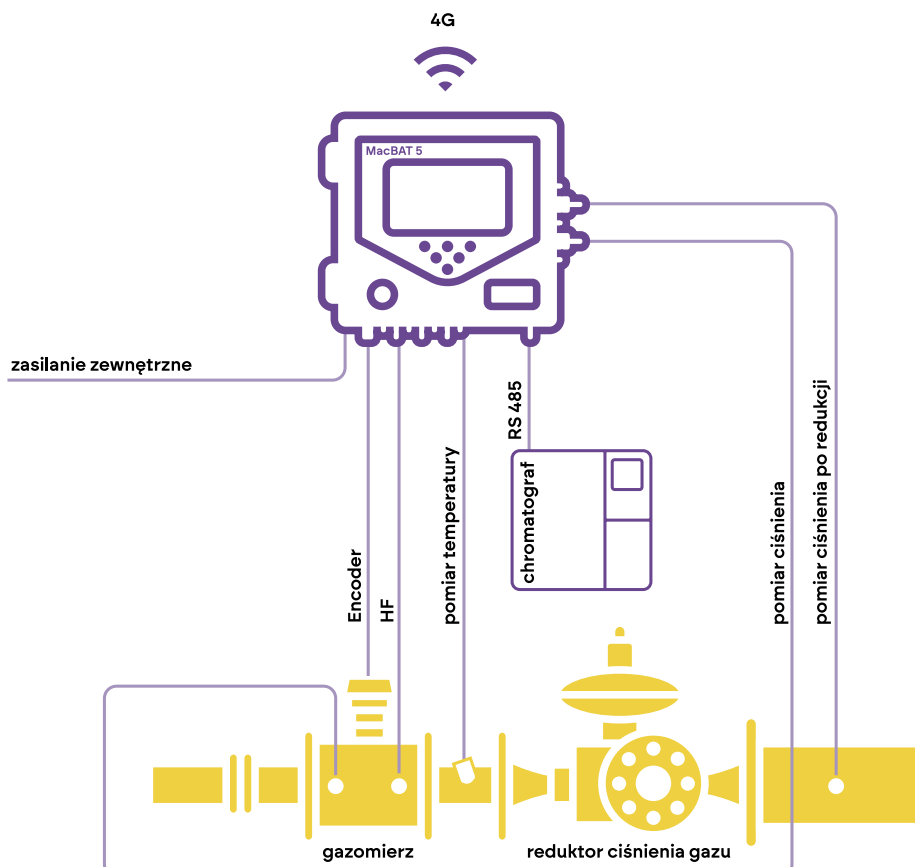 4G
MacBAT 5
zasilanie zewnętrzne
Encoder
HF
pomiar temperatury
RS 485
chromatograf
pomiar ciśnienia
pomiar ciśnienia po redukcji
gazomierz
reduktor ciśnienia gazu